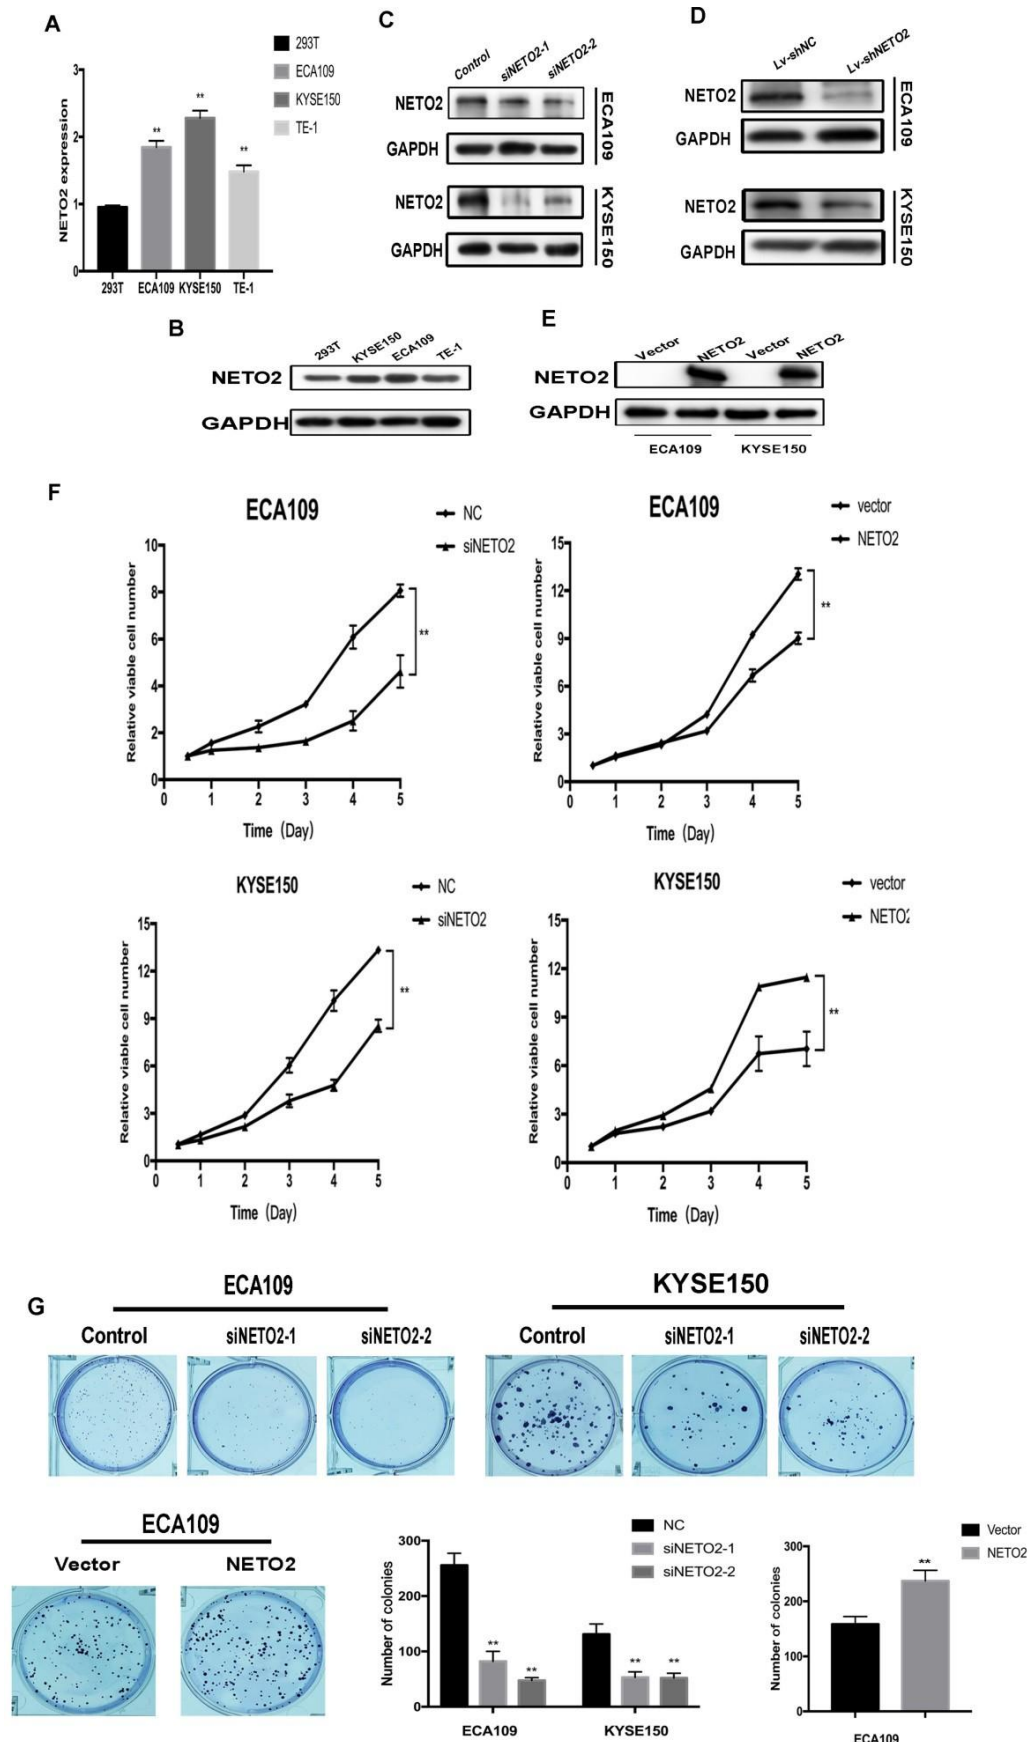 A
293T
ECA109
KYSE150
TE-1
NETO2 expression
3
2
1
0
**
**
**
293T ECA109 KYSE150 TE-1
C
Control siNETO2-1 siNETO2-2
NETO2
GAPDH
ECA109
NETO2
GAPDH
KYSE150
D
Lv-shNC Lv-shNETO2
NETO2
GAPDH
ECA109
NETO2
GAPDH
KYSE150
B
293T KYSE150 ECA109 TE-1
NETO2
GAPDH
E
Vector NETO2 Vector NETO2
NETO2
GAPDH
ECA109 KYSE150
F
ECA109
NC
siNETO2
Relative viable cell number
10
8
6
4
2
0
**
0 1 2 3 4 5
Time (Day)
ECA109
vector
NETO2
Relative viable cell number
15
12
9
6
3
0
**
0 1 2 3 4 5
Time (Day)
KYSE150
NC
siNETO2
Relative viable cell number
15
12
9
6
3
0
**
0 1 2 3 4 5
Time (Day)
KYSE150
vector
NETO2
Relative viable cell number
15
12
9
6
3
0
**
0 1 2 3 4 5
Time (Day)
G
ECA109
Control siNETO2-1 siNETO2-2
KYSE150
Control siNETO2-1 siNETO2-2
ECA109
Vector NETO2
NC
siNETO2-1
siNETO2-2
Number of colonies
300
200
100
0
** ** ** **
ECA109 KYSE150
Vector
NETO2
Number of colonies
300
200
100
0
**
ECA109